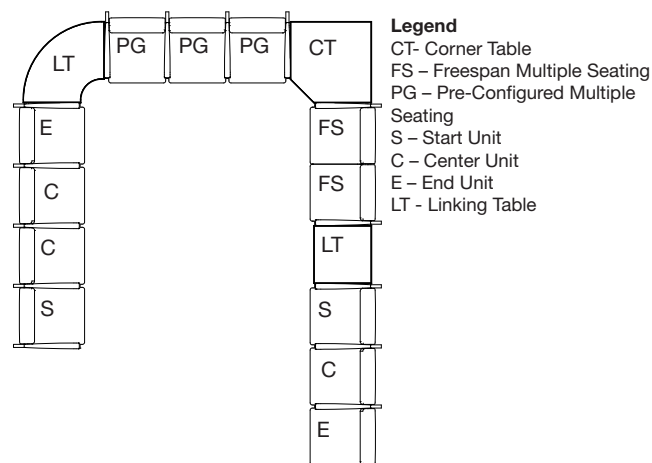 PG PG PG
CT
LT
E
C
C
S
FS
FS
LT
S
C
E
Legend
CT- Corner Table
FS – Freespan Multiple Seating
PG – Pre-Configured Multiple
Seating
S – Start Unit
C – Center Unit
E – End Unit
LT - Linking Table